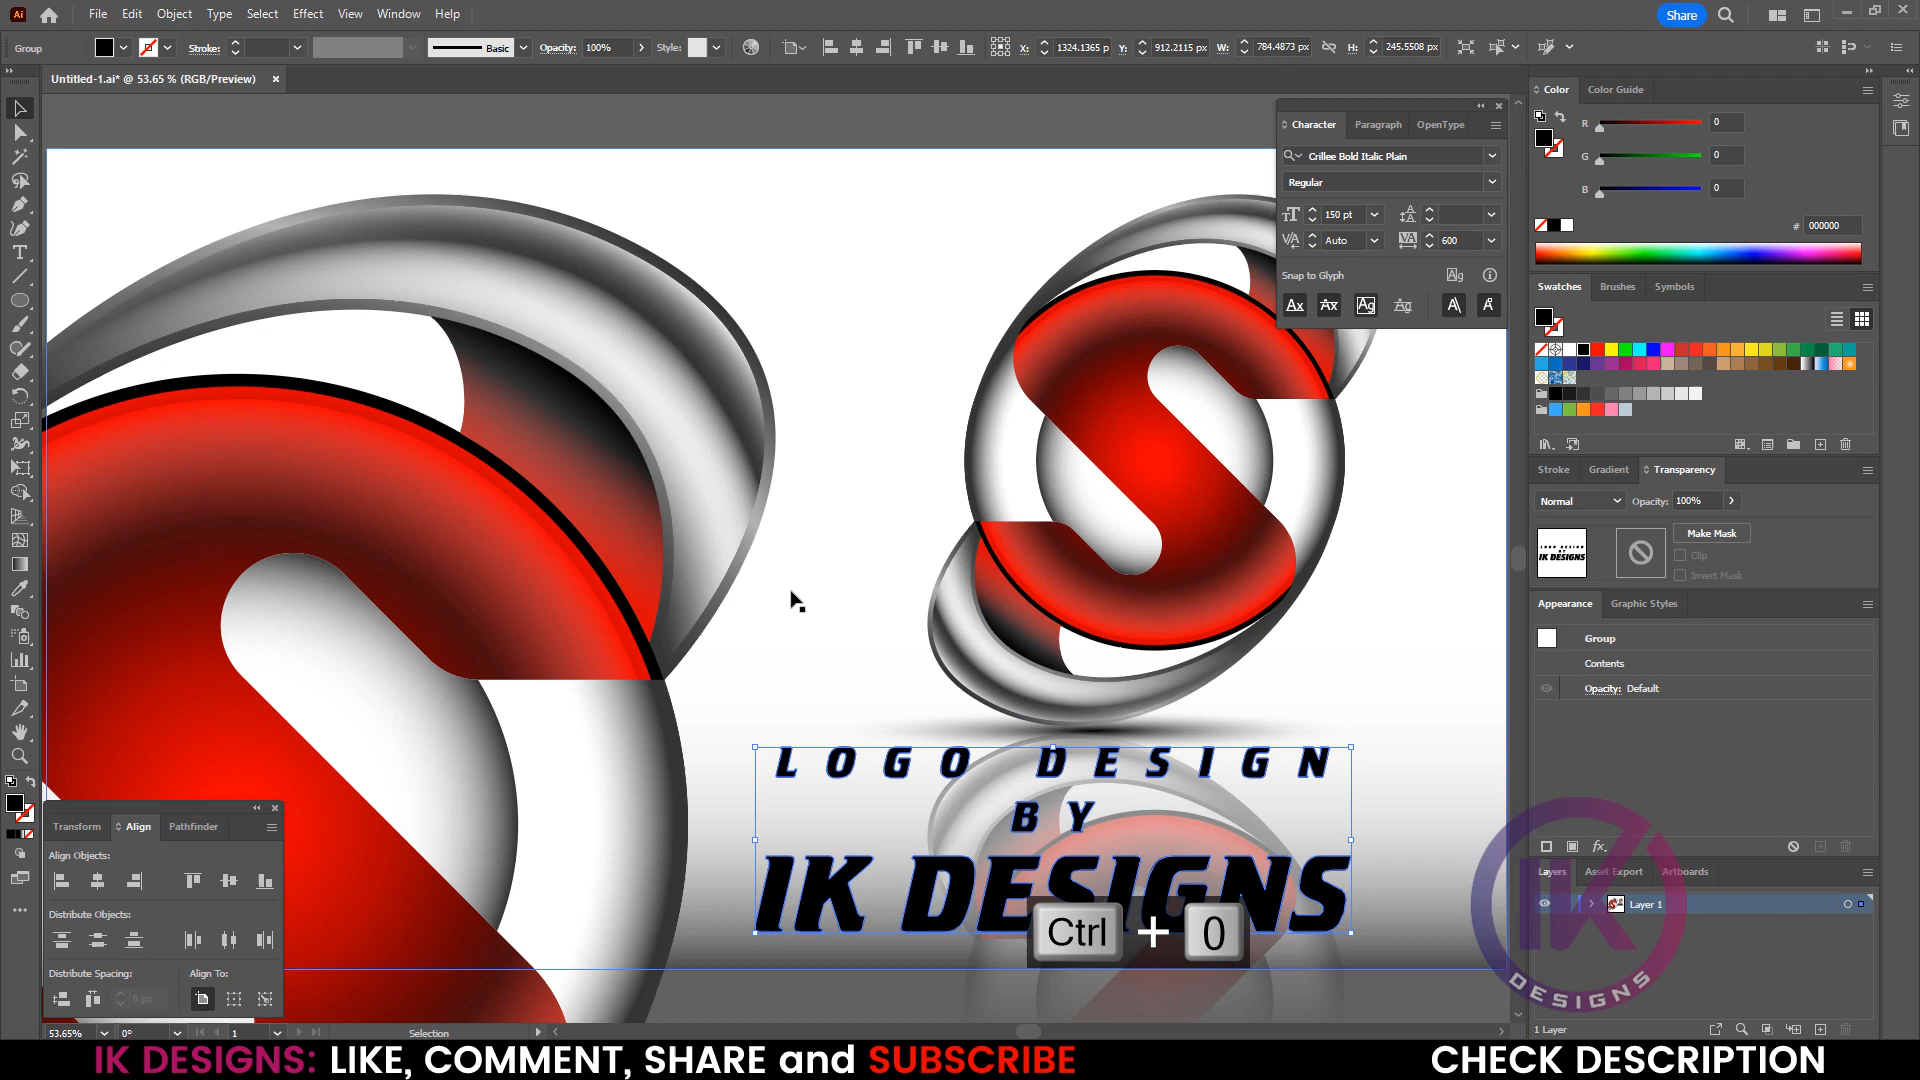 Ai File Edit Object Type Select Effect View Window Help Share
Group Stroke: Basic Opacity: 100% Style: X: 1324.1365 p Y: 912.2115 px W: 784.4873 px H: 245.5508 px
Untitled-1.ai* @ 53.65 % (RGB/Preview)
Character Paragraph OpenType
Crillee Bold Italic Plain
Regular
150 pt
Auto 600
Snap to Glyph
Color Color Guide
R 0
G 0
B 0
# 000000
Swatches Brushes Symbols
Stroke Gradient Transparency
Normal Opacity: 100%
Make Mask
Clip
Invert Mask
Appearance Graphic Styles
Group
Contents
Opacity: Default
Layers Asset Export Artboards
Layer 1
1 Layer
LOGO DESIGN
BY
IK DESIGNS
Ctrl + 0
IK
DESIGNS
Transform Align Pathfinder
Align Objects:
Distribute Objects:
Distribute Spacing: Align To:
0 px
53.65% 0° 1 Selection
IK DESIGNS: LIKE, COMMENT, SHARE and SUBSCRIBE CHECK DESCRIPTION